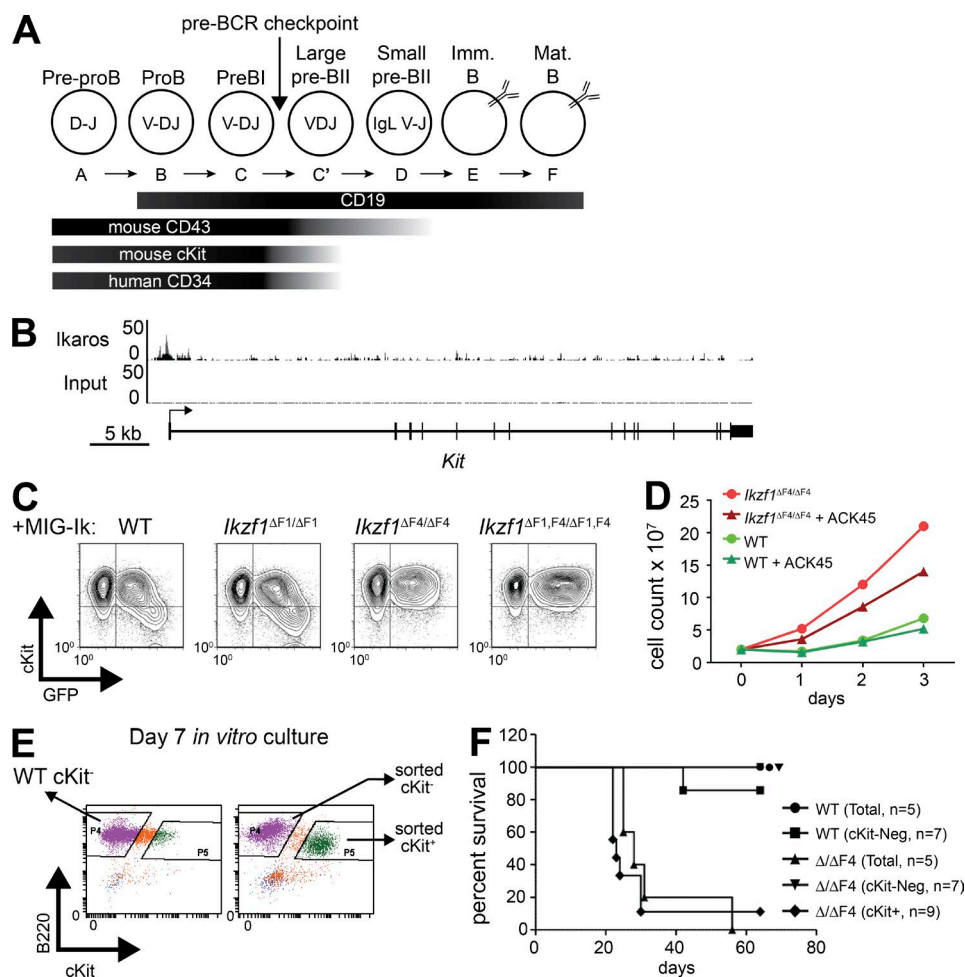 A
pre-BCR checkpoint
Pre-proB ProB PreBI Large pre-BII Small pre-BII Imm. B Mat. B
D-J V-DJ V-DJ VDJ IgL V-J
A B C C' D E F
CD19
mouse CD43
mouse cKit
human CD34
B
Ikaros 50 0
Input 50 0
5 kb
Kit
C
+MIG-Ik: WT Ikzf1ΔF1/ΔF1 Ikzf1ΔF4/ΔF4 Ikzf1ΔF1,F4/ΔF1,F4
10⁰ 10⁰ 10⁰ 10⁰
10⁰ 10⁰ 10⁰ 10⁰
cKit
GFP
D
Ikzf1ΔF4/ΔF4
Ikzf1ΔF4/ΔF4 + ACK45
WT
WT + ACK45
cell count x 10⁷
25
20
15
10
5
0
0 1 2 3
days
E
Day 7 in vitro culture
WT cKit⁻
sorted cKit⁻
sorted cKit⁺
P4 P5
P4 P5
0 0
0 0
B220
cKit
F
percent survival
120
100
80
60
40
20
0
0 20 40 60 80
days
WT (Total, n=5)
WT (cKit-Neg, n=7)
Δ/ΔF4 (Total, n=5)
Δ/ΔF4 (cKit-Neg, n=7)
Δ/ΔF4 (cKit+, n=9)